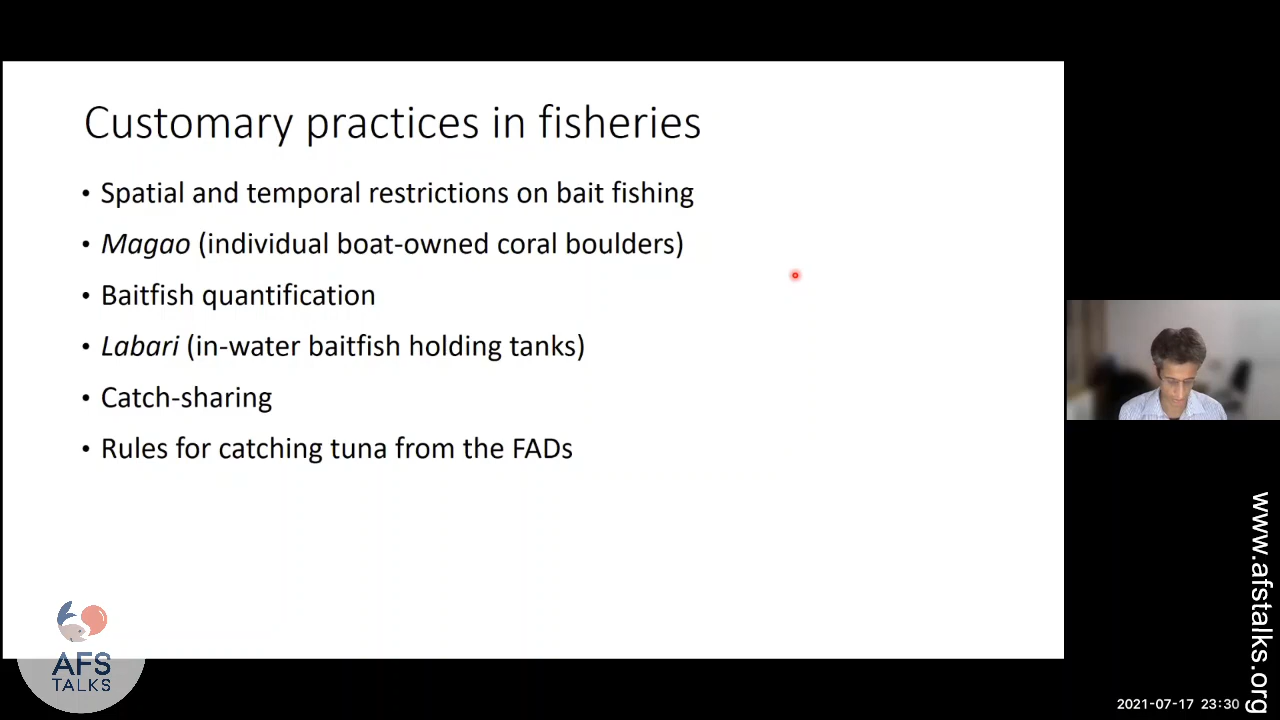 Customary practices in fisheries
• Spatial and temporal restrictions on bait fishing
• Magao (individual boat-owned coral boulders)
• Baitfish quantification
• Labari (in-water baitfish holding tanks)
• Catch-sharing
• Rules for catching tuna from the FADs
AFS
TALKS
www.afstalks.org
2021-07-17 23:30